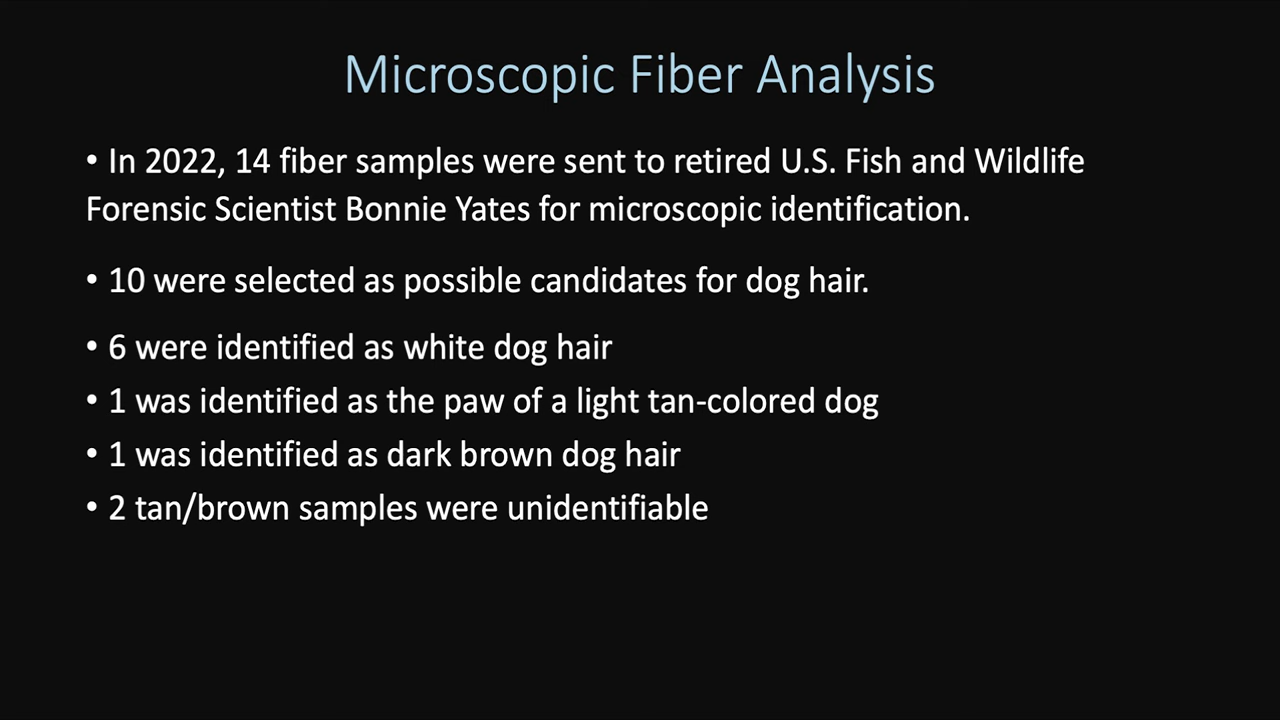 Microscopic Fiber Analysis
• In 2022, 14 fiber samples were sent to retired U.S. Fish and Wildlife
Forensic Scientist Bonnie Yates for microscopic identification.
• 10 were selected as possible candidates for dog hair.
• 6 were identified as white dog hair
• 1 was identified as the paw of a light tan-colored dog
• 1 was identified as dark brown dog hair
• 2 tan/brown samples were unidentifiable